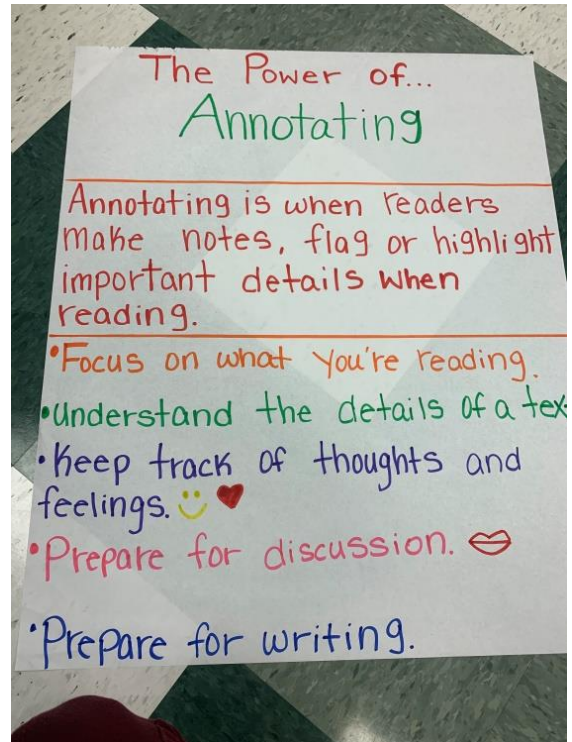 The Power of...
Annotating
Annotating is when readers
make notes, flag or highlight
important details when
reading.
•Focus on what you're reading.
•Understand the details of a tex
•Keep track of thoughts and
feelings.
•Prepare for discussion.
•Prepare for writing.